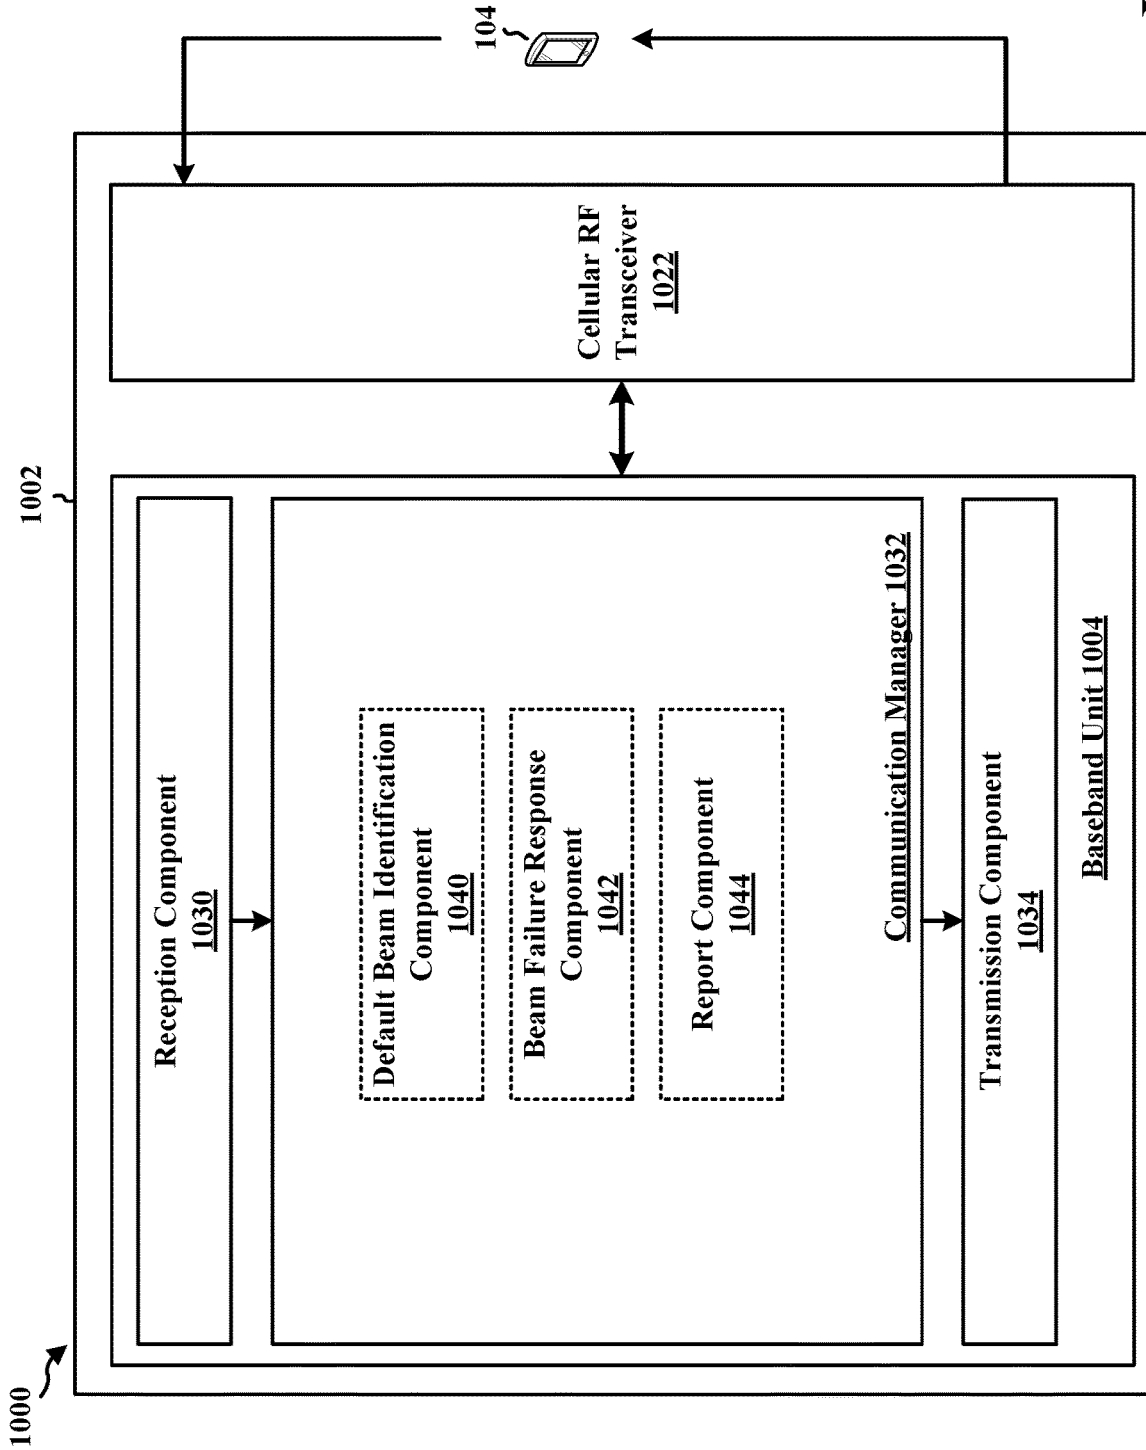 1000
1002
Reception Component
1030
Default Beam Identification
Component
1040
Beam Failure Response
Component
1042
Report Component
1044
Communication Manager 1032
Transmission Component
1034
Baseband Unit 1004
Cellular RF
Transceiver
1022
104